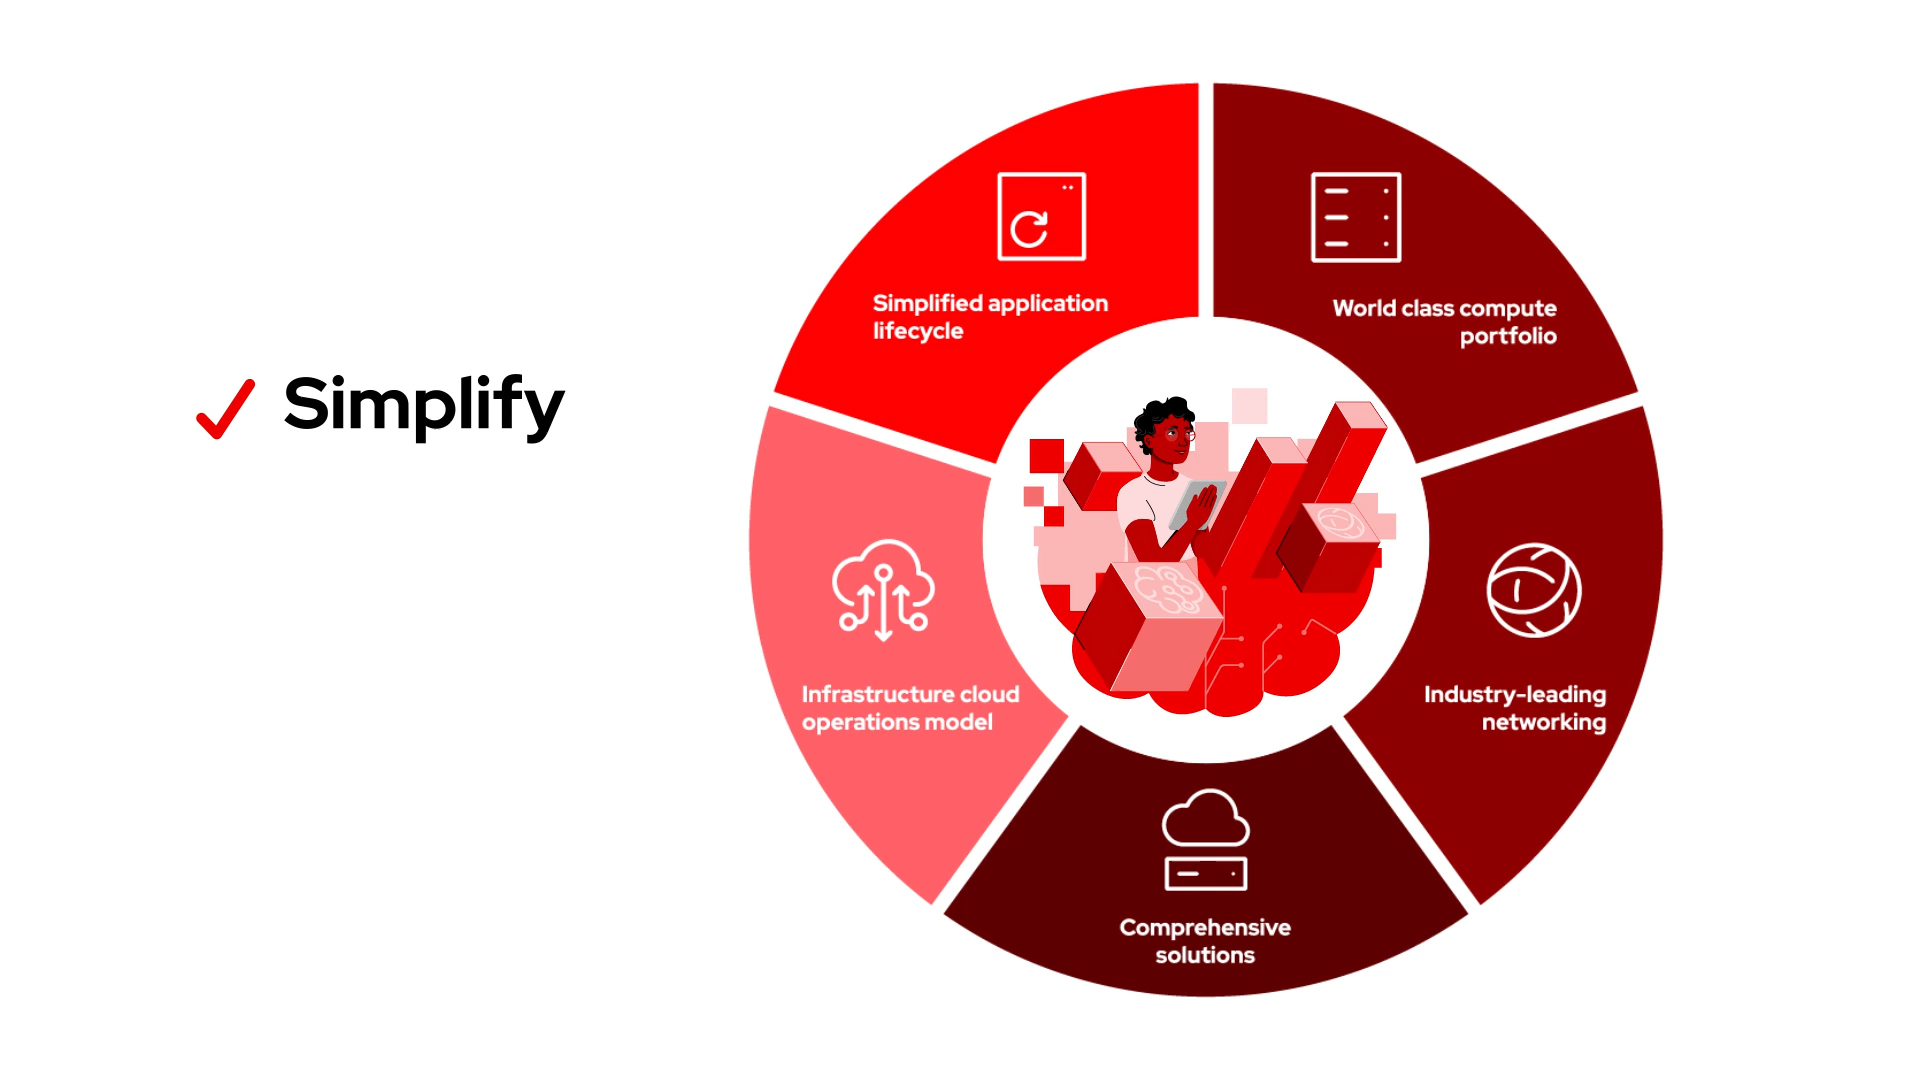 Simplify
Simplified application
lifecycle
World class compute
portfolio
Infrastructure cloud
operations model
Industry-leading
networking
Comprehensive
solutions